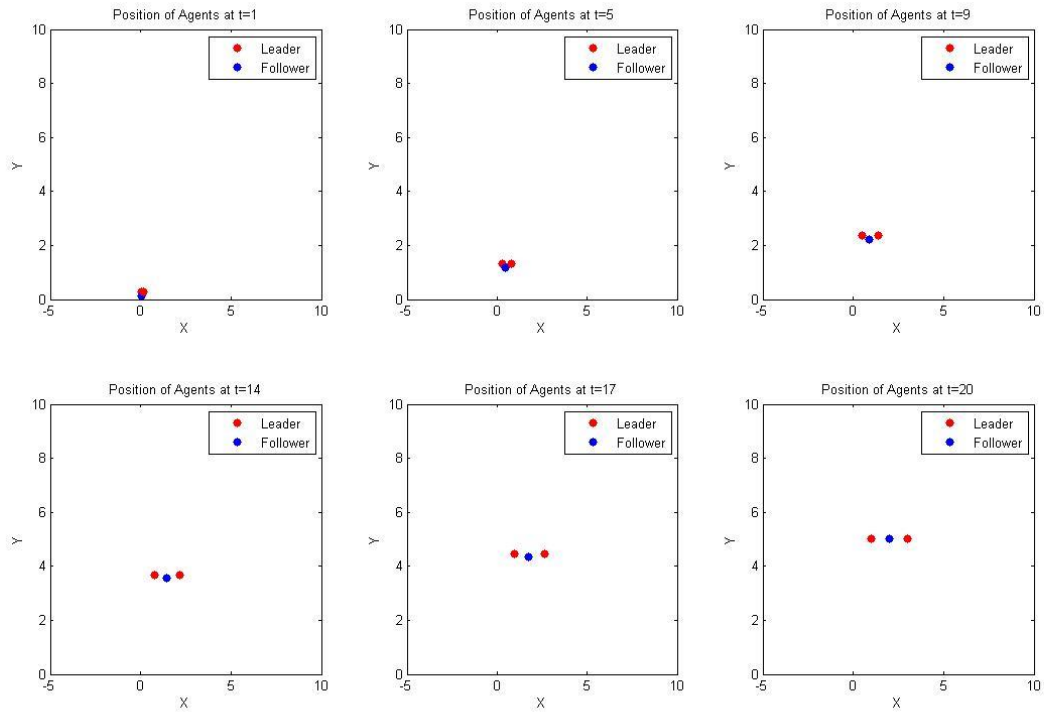 Position of Agents at t=1
10
8
6
4
2
0
Y
-5
0
5
10
X
Leader
Follower
Position of Agents at t=5
10
8
6
4
2
0
Y
-5
0
5
10
X
Leader
Follower
Position of Agents at t=9
10
8
6
4
2
0
Y
-5
0
5
10
X
Leader
Follower
Position of Agents at t=14
10
8
6
4
2
0
Y
-5
0
5
10
X
Leader
Follower
Position of Agents at t=17
10
8
6
4
2
0
Y
-5
0
5
10
X
Leader
Follower
Position of Agents at t=20
10
8
6
4
2
0
Y
-5
0
5
10
X
Leader
Follower